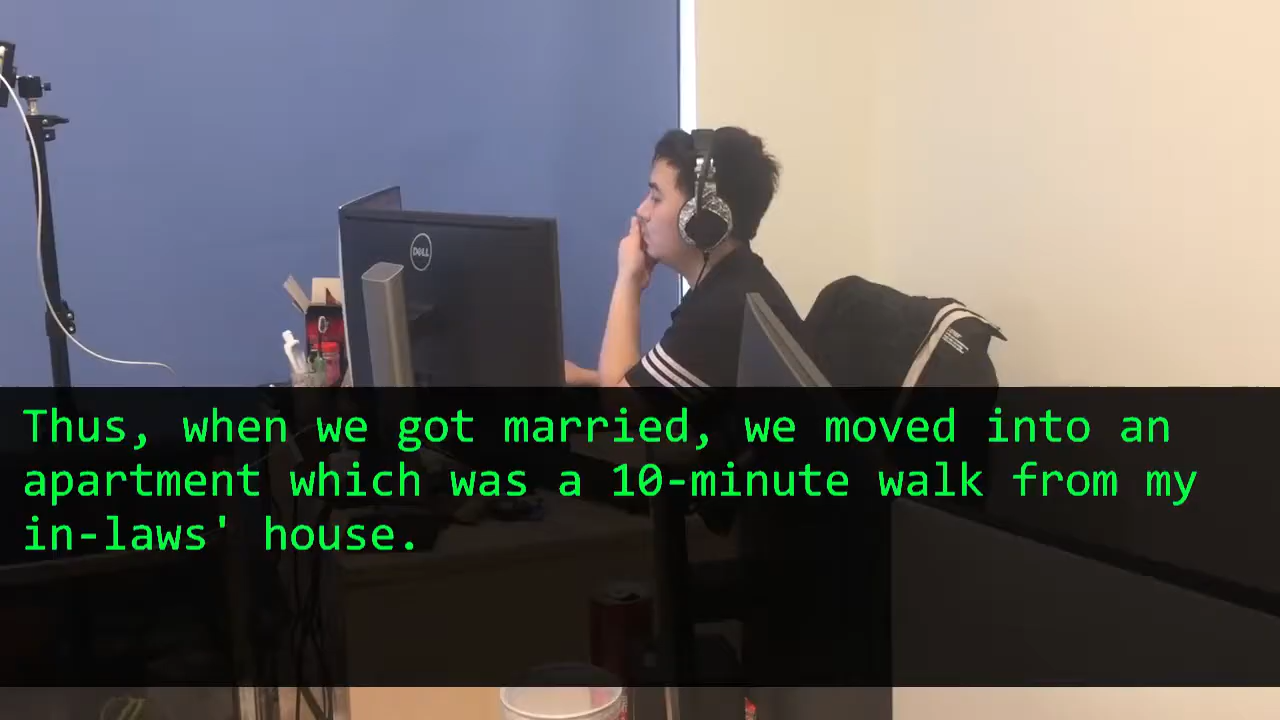 DELL
Thus, when we got married, we moved into an
apartment which was a 10-minute walk from my
in-laws' house.